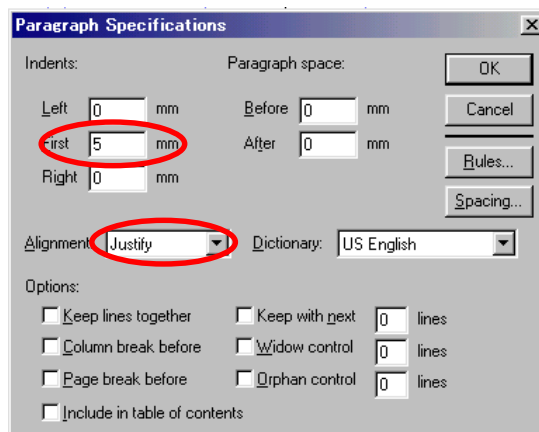 Paragraph Specifications
Indents: Paragraph space: OK
Left 0 mm Before 0 mm Cancel
First 5 mm After 0 mm
Right 0 mm Rules...
Spacing...
Alignment: Justify Dictionary: US English
Options:
Keep lines together Keep with next 0 lines
Column break before Widow control 0 lines
Page break before Orphan control 0 lines
Include in table of contents